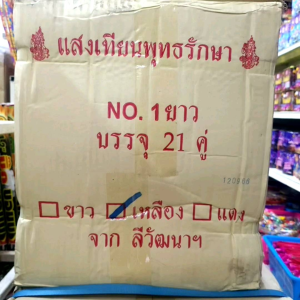 แสงเทียนพุทธรักษา
NO. 1 ยาว
บรรจุ 21 คู่
120906
ขาว เหลือง แดง
จาก ลีวัฒนาฯ